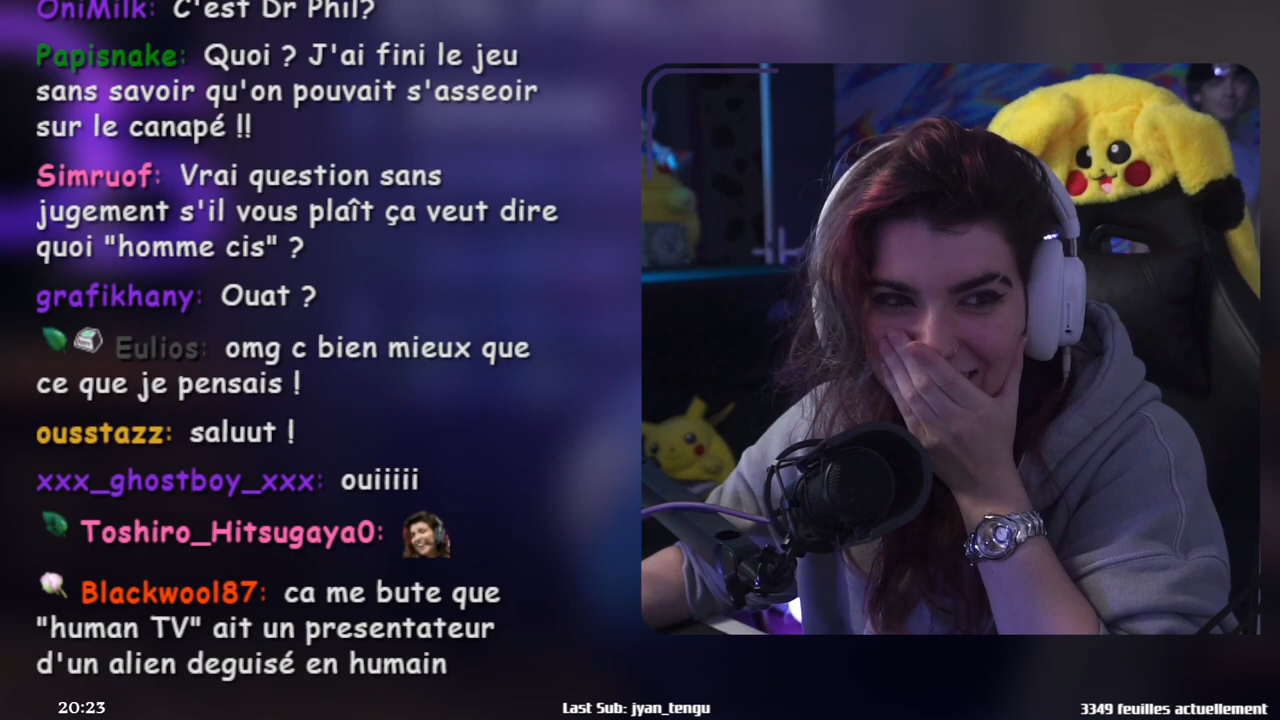 OniMilk: C'est Dr Phil?
Papisnake: Quoi ? J'ai fini le jeu
sans savoir qu'on pouvait s'asseoir
sur le canapé !!
Simruof: Vrai question sans
jugement s'il vous plaît ça veut dire
quoi "homme cis" ?
grafikhany: Ouat ?
Eulios: omg c bien mieux que
ce que je pensais !
ousstazz: saluut !
xxx_ghostboy_xxx: ouiiiii
Toshiro_Hitsugaya0:
Blackwool87: ca me bute que
"human TV" ait un presentateur
d'un alien deguisé en humain
20:23
Last Sub: jyan_tengu
3349 feuilles actuellement